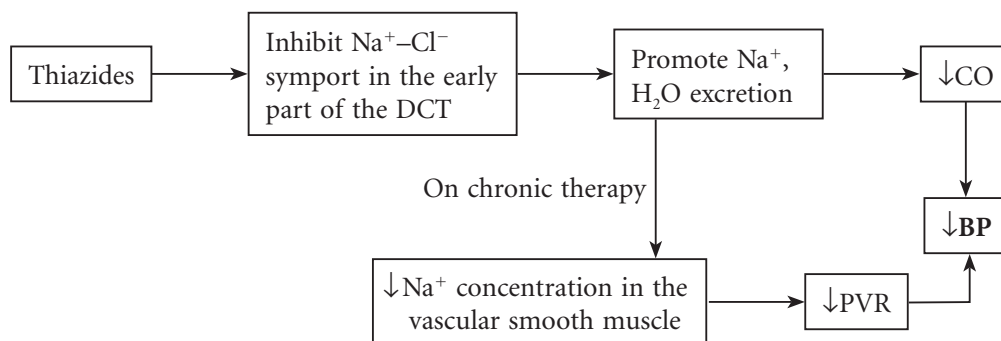 Thiazides
Inhibit Na⁺–Cl⁻
symport in the early
part of the DCT
Promote Na⁺,
H₂O excretion
↓CO
On chronic therapy
↓BP
↓Na⁺ concentration in the
vascular smooth muscle
↓PVR